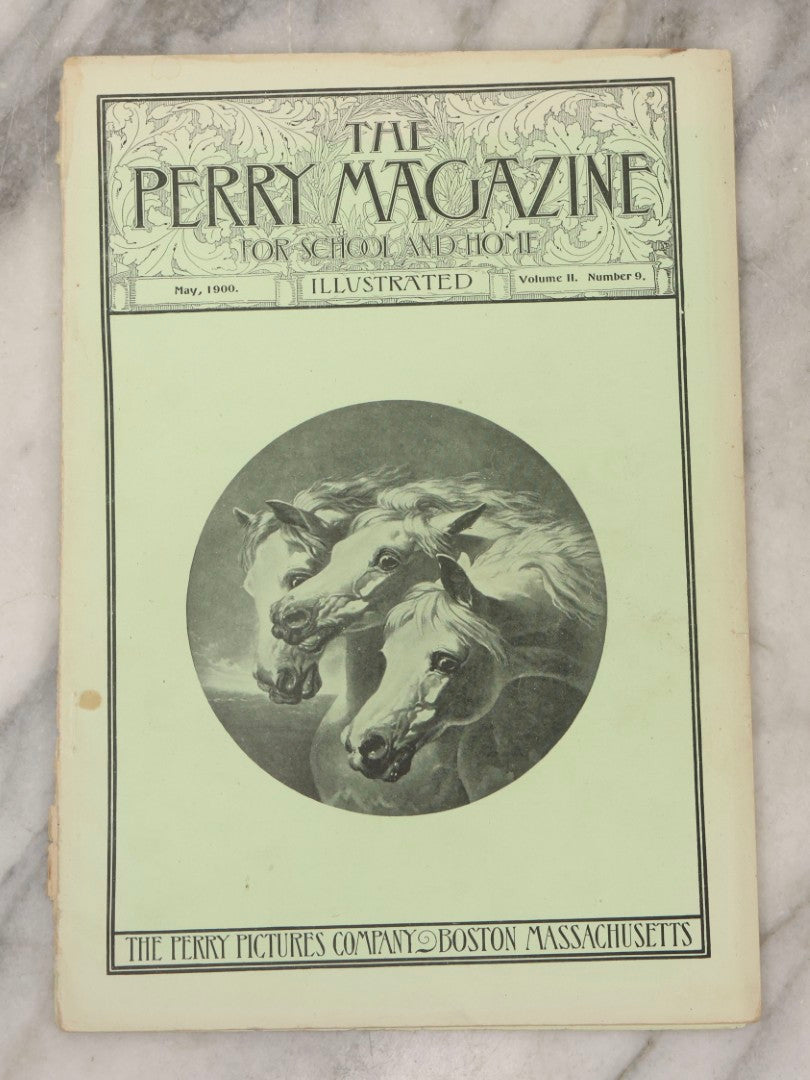 THE
PERRY MAGAZINE
FOR SCHOOL AND HOME
May, 1900.
ILLUSTRATED
Volume II. Number 9.
THE PERRY PICTURES COMPANY BOSTON MASSACHUSETTS